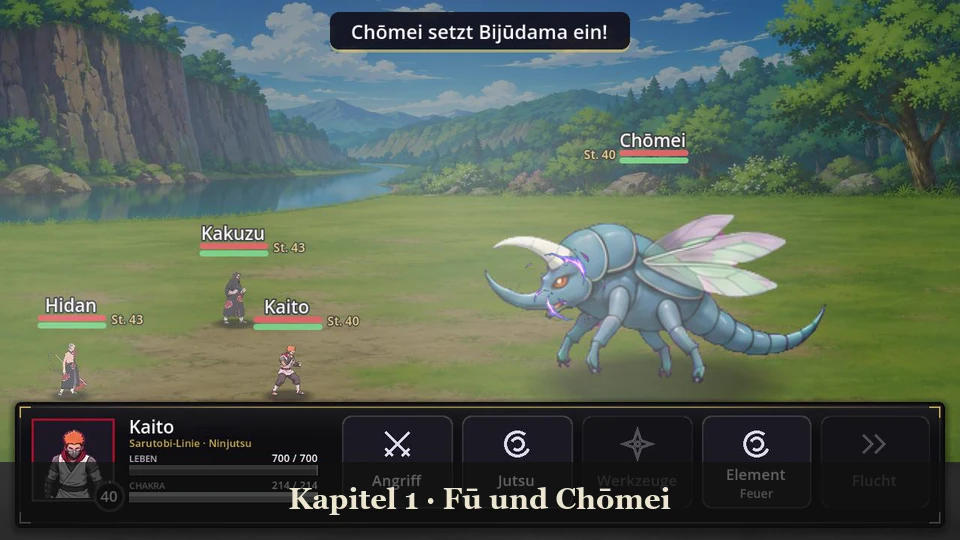 Chōmei setzt Bijūdama ein!
Chōmei
St. 40
Kakuzu
St. 43
Hidan
St. 43
Kaito
St. 40
Kaito
Sarutobi-Linie · Ninjutsu
LEBEN 700 / 700
CHAKRA 214 / 214
40
Angriff
Jutsu
Werkzeuge
Element
Feuer
Flucht
Kapitel 1 · Fū und Chōmei